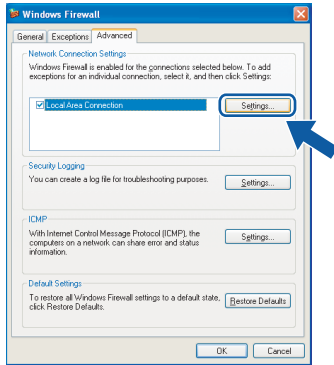 Windows Firewall
General Exceptions Advanced
Network Connection Settings
Windows Firewall is enabled for the connections selected below. To add
exceptions for an individual connection, select it, and then click Settings:
Local Area Connection
Settings...
Security Logging
You can create a log file for troubleshooting purposes.
Settings...
ICMP
With Internet Control Message Protocol (ICMP), the
computers on a network can share error and status
information.
Settings...
Default Settings
To restore all Windows Firewall settings to a default state,
click Restore Defaults.
Restore Defaults
OK Cancel